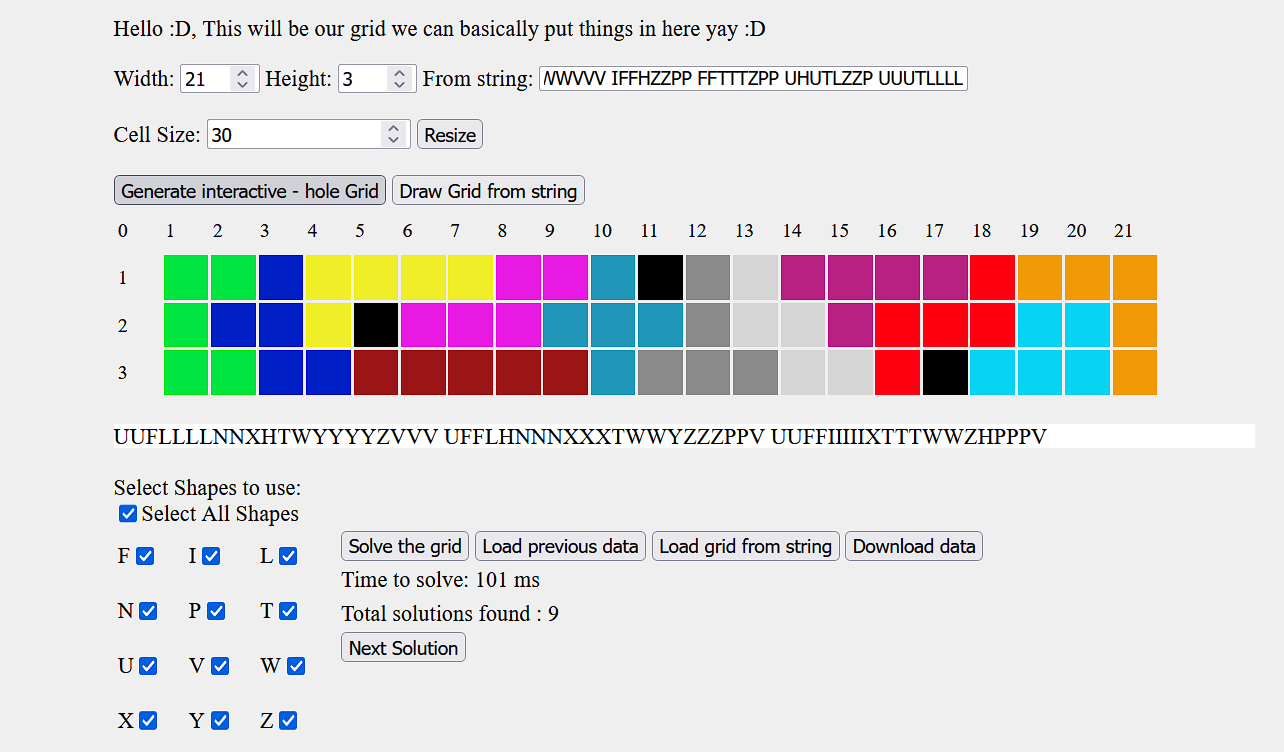 Hello :D, This will be our grid we can basically put things in here yay :D
Width: 21 Height: 3 From string: WWVVV IFFHZZPP FFTTTZPP UHUTLZZP UUUTLLLL
Cell Size: 30 Resize
Generate interactive - hole Grid Draw Grid from string
0 1 2 3 4 5 6 7 8 9 10 11 12 13 14 15 16 17 18 19 20 21
1
2
3
UUFLLLLNNXHTWYYYYZVVV UFFLHNNNXXXTWWYZZZPPV UUFFIIIIIXTTTWWZHPPPV
Select Shapes to use:
Select All Shapes
F I L
Solve the grid Load previous data Load grid from string Download data
Time to solve: 101 ms
N P T
Total solutions found : 9
Next Solution
U V W
X Y Z